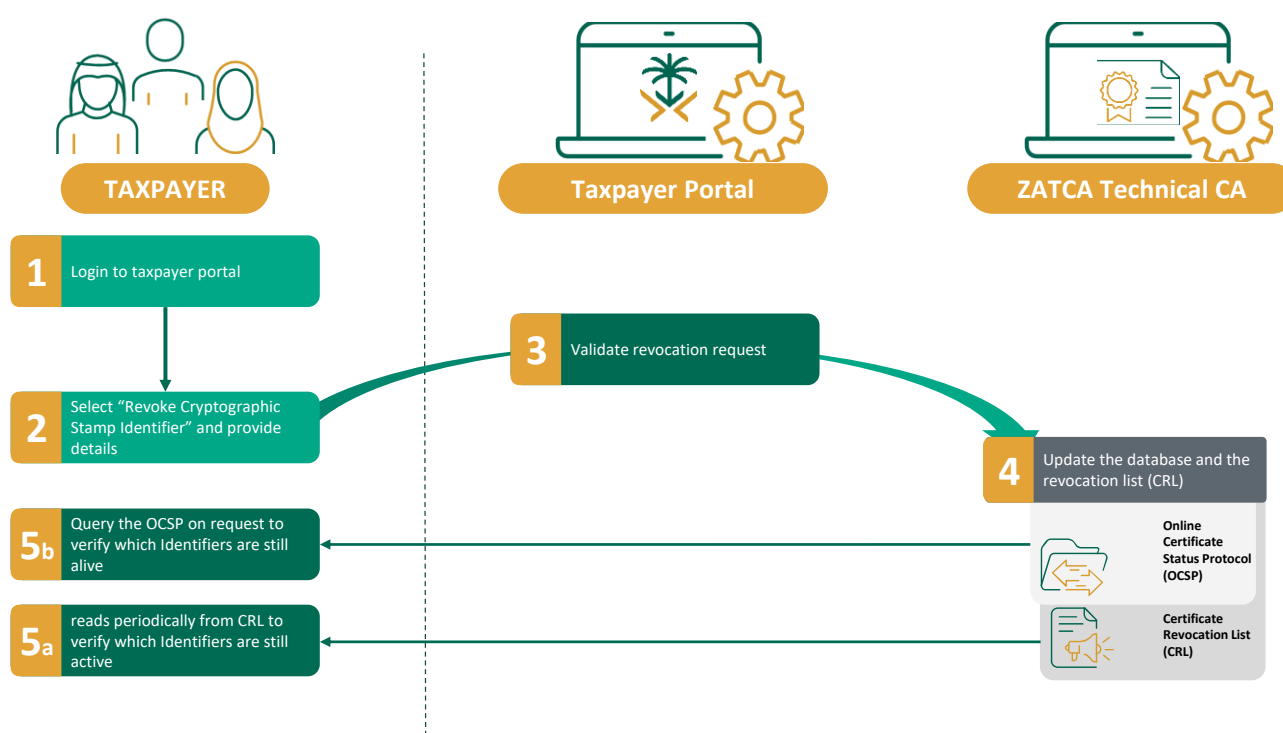 TAXPAYER
Taxpayer Portal
ZATCA Technical CA
1
Login to taxpayer portal
2
Select “Revoke Cryptographic
Stamp Identifier” and provide
details
3
Validate revocation request
4
Update the database and the
revocation list (CRL)
5b
Query the OCSP on request to
verify which Identifiers are still
alive
Online
Certificate
Status Protocol
(OCSP)
5a
reads periodically from CRL to
verify which Identifiers are still
active
Certificate
Revocation List
(CRL)